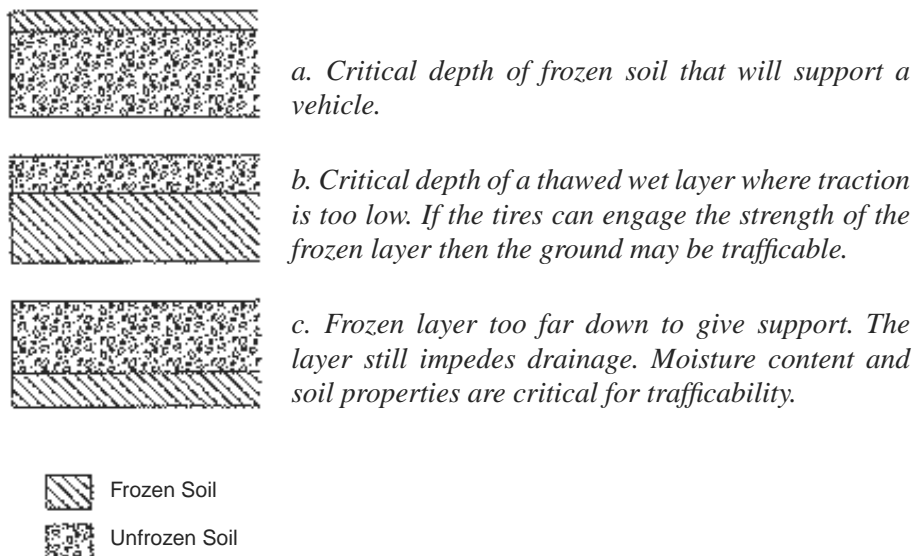 a. Critical depth of frozen soil that will support a
vehicle.
b. Critical depth of a thawed wet layer where traction
is too low. If the tires can engage the strength of the
frozen layer then the ground may be trafficable.
c. Frozen layer too far down to give support. The
layer still impedes drainage. Moisture content and
soil properties are critical for trafficability.
Frozen Soil
Unfrozen Soil